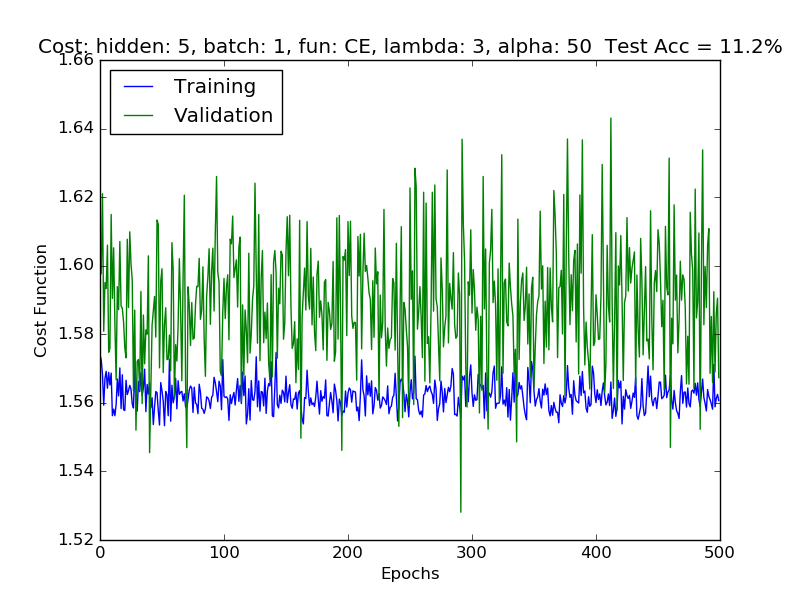 Cost: hidden: 5, batch: 1, fun: CE, lambda: 3, alpha: 50  Test Acc = 11.2%
1.66
Training
Validation
1.64
1.62
1.60
1.58
1.56
1.54
1.52
Cost Function
0 100 200 300 400 500
Epochs